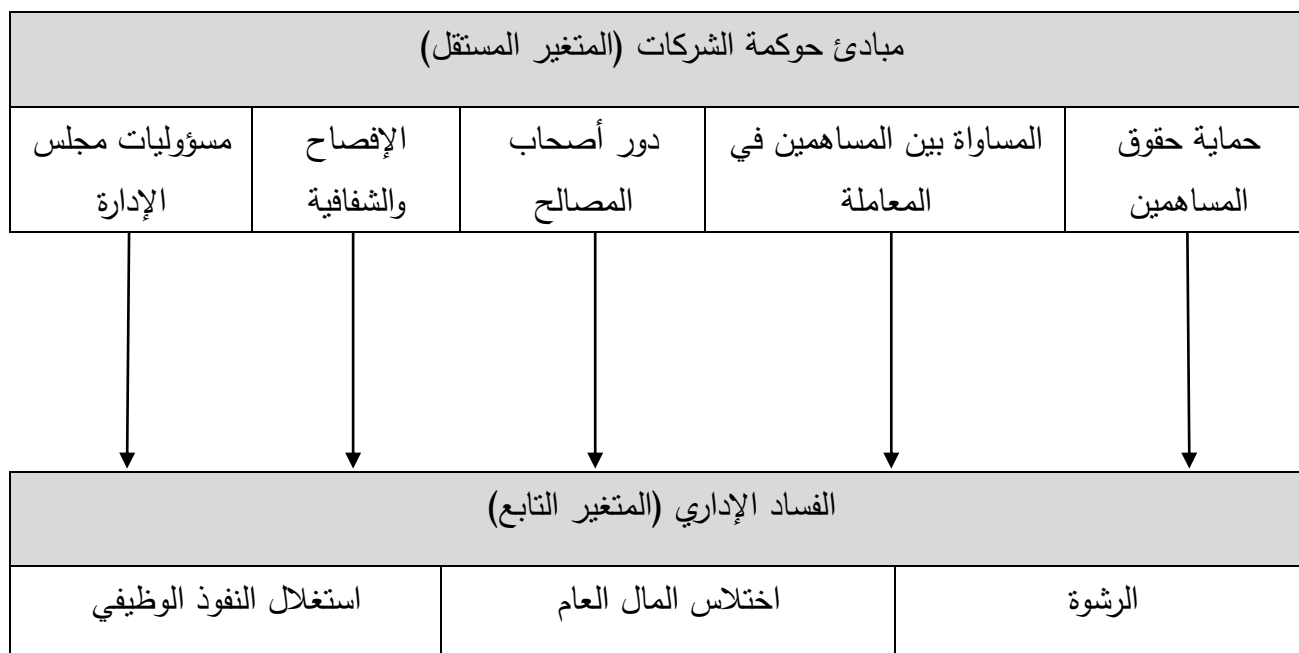 مبادئ حوكمة الشركات (المتغير المستقل)
حماية حقوق
المساهمين
المساواة بين المساهمين في
المعاملة
دور أصحاب
المصالح
الإفصاح
والشفافية
مسؤوليات مجلس
الإدارة
الفساد الإداري (المتغير التابع)
الرشوة
اختلاس المال العام
استغلال النفوذ الوظيفي